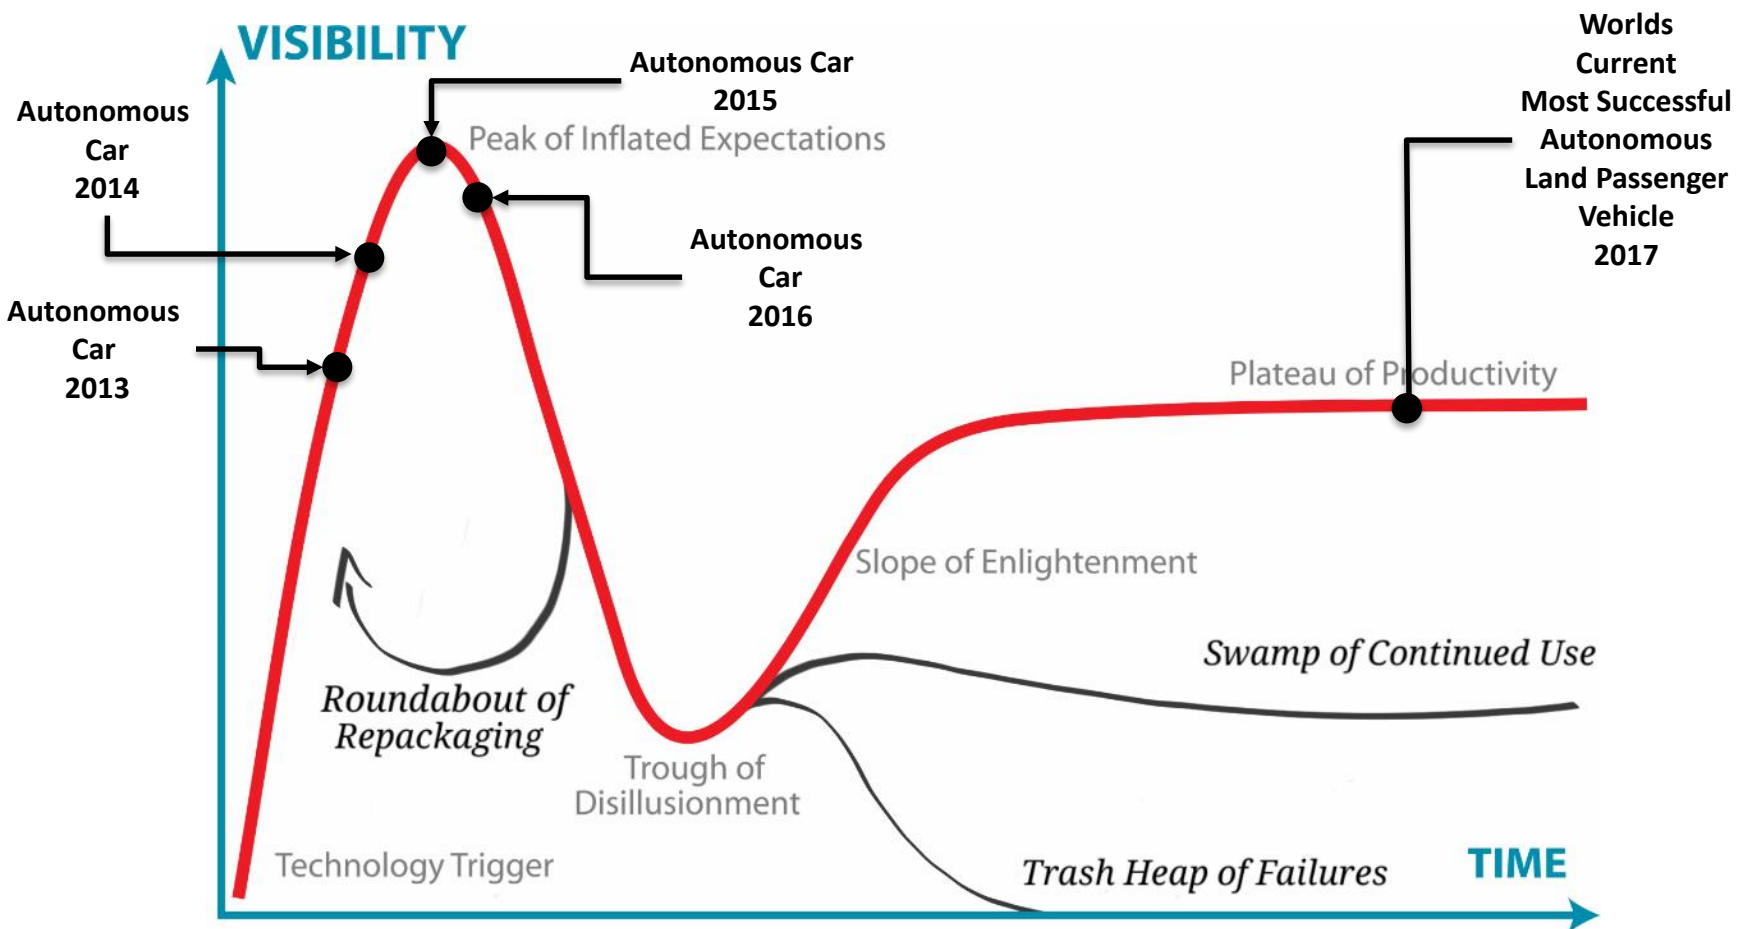 VISIBILITY
Autonomous Car
2015
Worlds
Current
Most Successful
Autonomous
Land Passenger
Vehicle
2017
Autonomous
Car
2014
Peak of Inflated Expectations
Autonomous
Car
2016
Autonomous
Car
2013
Plateau of Productivity
Slope of Enlightenment
Swamp of Continued Use
Roundabout of
Repackaging
Trough of
Disillusionment
Technology Trigger
Trash Heap of Failures
TIME